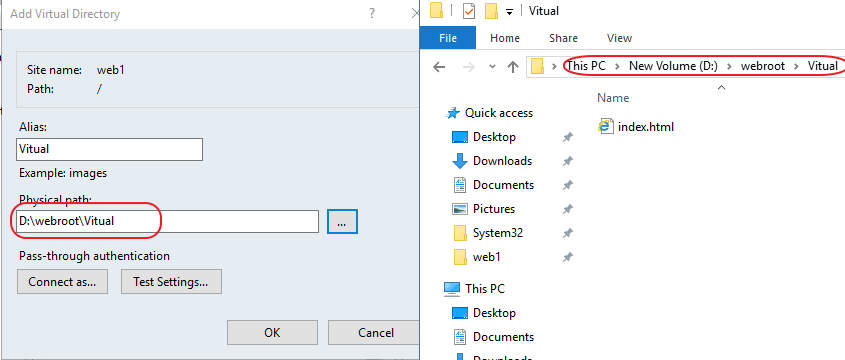 Add Virtual Directory
?
Site name: web1
Path: /
Alias:
Vitual
Example: images
Physical path:
D:\webroot\Vitual
...
Pass-through authentication
Connect as...
Test Settings...
OK
Cancel
Vitual
File
Home
Share
View
This PC > New Volume (D:) > webroot > Vitual
Name
index.html
Quick access
Desktop
Downloads
Documents
Pictures
System32
web1
This PC
Desktop
Documents